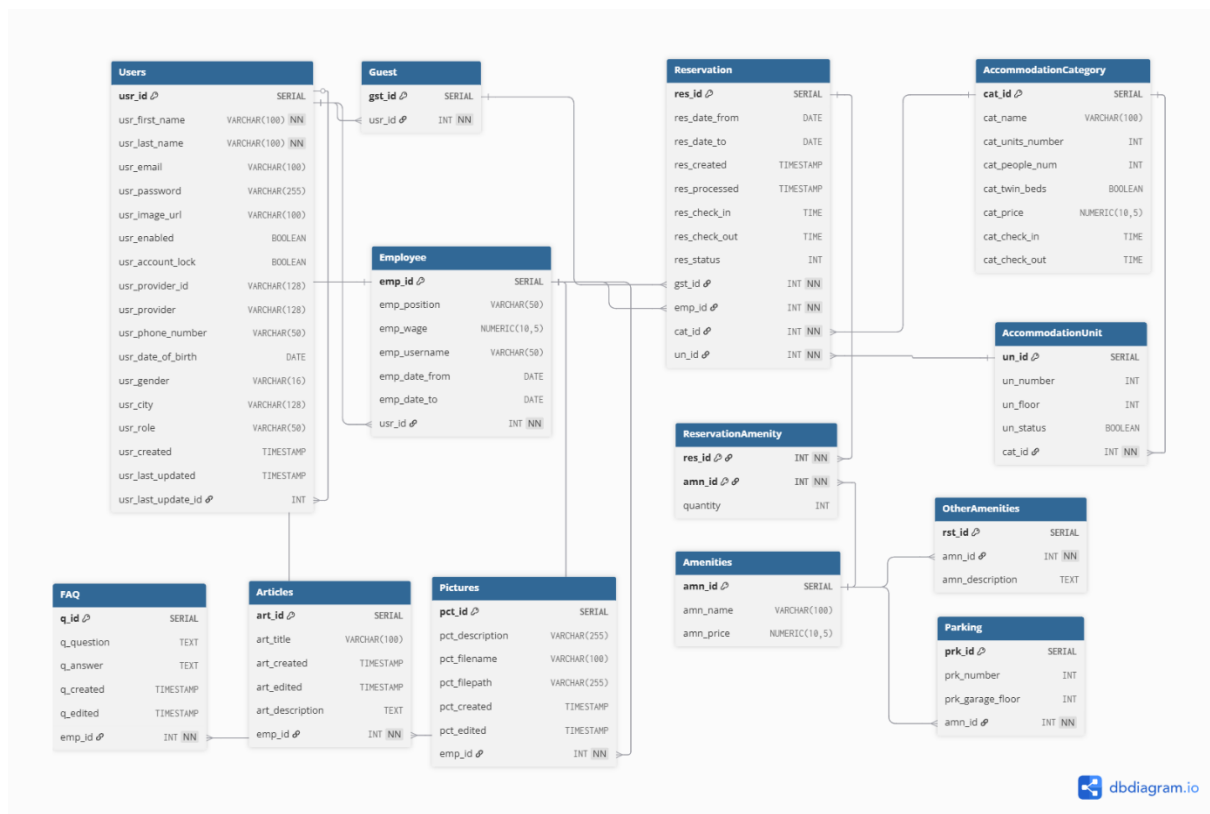 Users
usr_id SERIAL
usr_first_name VARCHAR(100) NN
usr_last_name VARCHAR(100) NN
usr_email VARCHAR(100)
usr_password VARCHAR(255)
usr_image_url VARCHAR(100)
usr_enabled BOOLEAN
usr_account_lock BOOLEAN
usr_provider_id VARCHAR(128)
usr_provider VARCHAR(128)
usr_phone_number VARCHAR(50)
usr_date_of_birth DATE
usr_gender VARCHAR(16)
usr_city VARCHAR(128)
usr_role VARCHAR(50)
usr_created TIMESTAMP
usr_last_updated TIMESTAMP
usr_last_update_id INT
Guest
gst_id SERIAL
usr_id INT NN
Employee
emp_id SERIAL
emp_position VARCHAR(50)
emp_wage NUMERIC(10,5)
emp_username VARCHAR(50)
emp_date_from DATE
emp_date_to DATE
usr_id INT NN
Reservation
res_id SERIAL
res_date_from DATE
res_date_to DATE
res_created TIMESTAMP
res_processed TIMESTAMP
res_check_in TIME
res_check_out TIME
res_status INT
gst_id INT NN
emp_id INT NN
cat_id INT NN
un_id INT NN
AccommodationCategory
cat_id SERIAL
cat_name VARCHAR(100)
cat_units_number INT
cat_people_num INT
cat_twin_beds BOOLEAN
cat_price NUMERIC(10,5)
cat_check_in TIME
cat_check_out TIME
AccommodationUnit
un_id SERIAL
un_number INT
un_floor INT
un_status BOOLEAN
cat_id INT NN
ReservationAmenity
res_id INT NN
amn_id INT NN
quantity INT
OtherAmenities
rst_id SERIAL
amn_id INT NN
amn_description TEXT
Amenities
amn_id SERIAL
amn_name VARCHAR(100)
amn_price NUMERIC(10,5)
Parking
prk_id SERIAL
prk_number INT
prk_garage_floor INT
amn_id INT NN
FAQ
q_id SERIAL
q_question TEXT
q_answer TEXT
q_created TIMESTAMP
q_edited TIMESTAMP
emp_id INT NN
Articles
art_id SERIAL
art_title VARCHAR(100)
art_created TIMESTAMP
art_edited TIMESTAMP
art_description TEXT
emp_id INT NN
Pictures
pct_id SERIAL
pct_description VARCHAR(255)
pct_filename VARCHAR(100)
pct_filepath VARCHAR(255)
pct_created TIMESTAMP
pct_edited TIMESTAMP
emp_id INT NN
dbdiagram.io